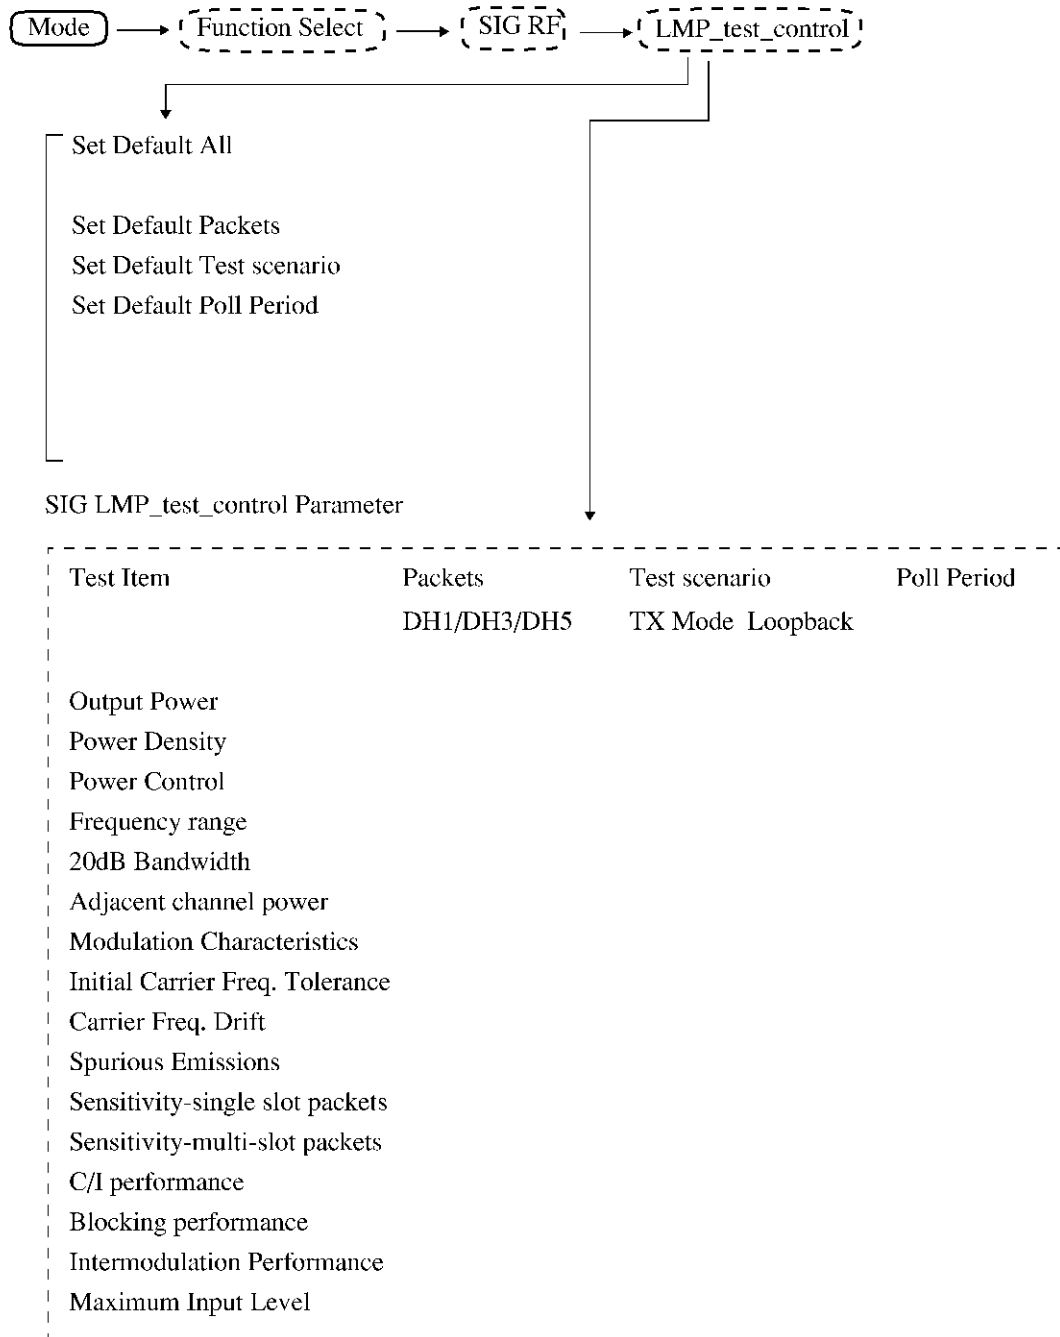 Mode Function Select SIG RF LMP_test_control
Set Default All
Set Default Packets
Set Default Test scenario
Set Default Poll Period
SIG LMP_test_control Parameter
Test Item Packets Test scenario Poll Period
DH1/DH3/DH5 TX Mode Loopback
Output Power
Power Density
Power Control
Frequency range
20dB Bandwidth
Adjacent channel power
Modulation Characteristics
Initial Carrier Freq. Tolerance
Carrier Freq. Drift
Spurious Emissions
Sensitivity-single slot packets
Sensitivity-multi-slot packets
C/I performance
Blocking performance
Intermodulation Performance
Maximum Input Level